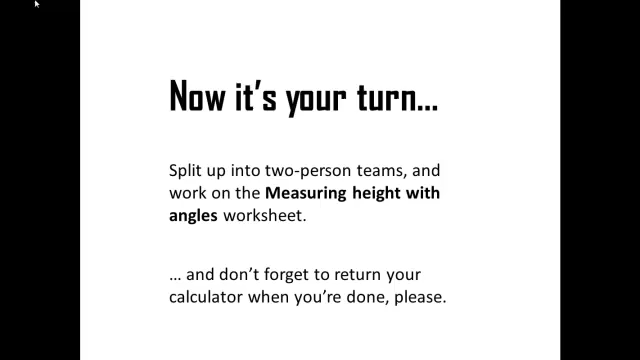 Now it's your turn...
Split up into two-person teams, and
work on the Measuring height with
angles worksheet.
... and don't forget to return your
calculator when you're done, please.